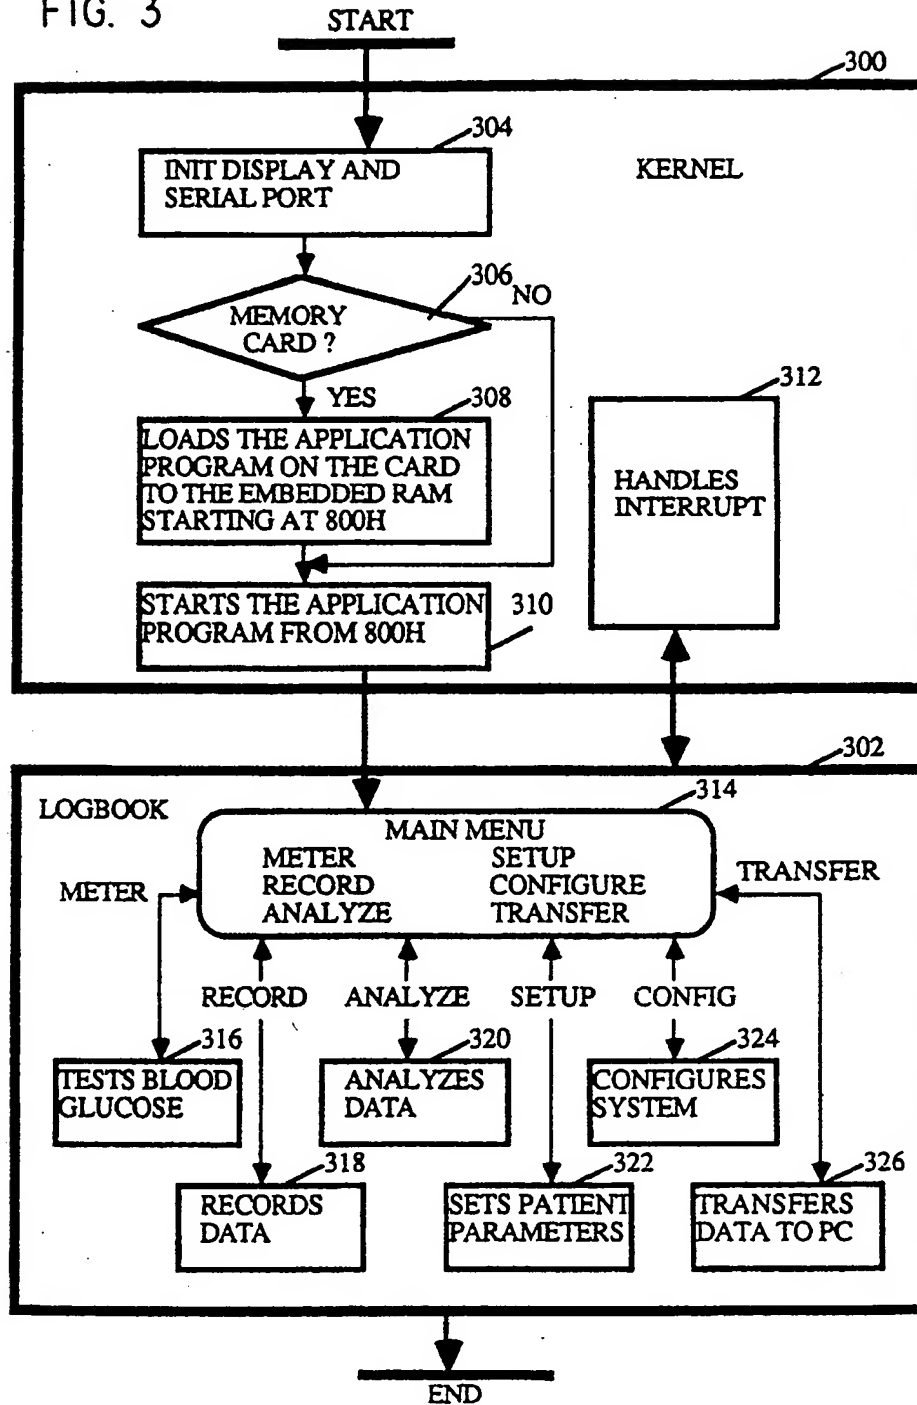 FIG. 3
START
300
304
INIT DISPLAY AND
SERIAL PORT
KERNEL
306
NO
MEMORY
CARD ?
YES
308
LOADS THE APPLICATION
PROGRAM ON THE CARD
TO THE EMBEDDED RAM
STARTING AT 800H
312
HANDLES
INTERRUPT
STARTS THE APPLICATION
PROGRAM FROM 800H
310
302
LOGBOOK
314
MAIN MENU
METER SETUP
RECORD CONFIGURE
ANALYZE TRANSFER
METER
TRANSFER
RECORD ANALYZE SETUP CONFIG
316
TESTS BLOOD
GLUCOSE
320
ANALYZES
DATA
324
CONFIGURES
SYSTEM
318
RECORDS
DATA
322
SETS PATIENT
PARAMETERS
326
TRANSFERS
DATA TO PC
END